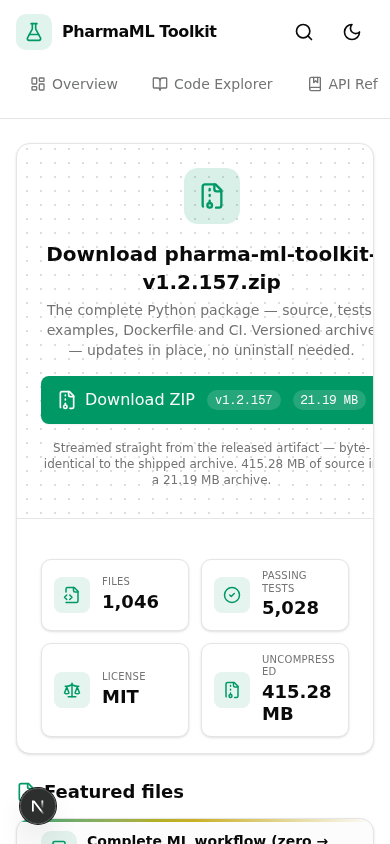 PharmaML Toolkit
Overview
Code Explorer
API Ref
Download pharma-ml-toolkit-
v1.2.157.zip
The complete Python package — source, tests
examples, Dockerfile and CI. Versioned archive
— updates in place, no uninstall needed.
Download ZIP v1.2.157 21.19 MB
Streamed straight from the released artifact — byte-
identical to the shipped archive. 415.28 MB of source i
a 21.19 MB archive.
FILES
1,046
PASSING
TESTS
5,028
LICENSE
MIT
UNCOMPRESS
ED
415.28
MB
Featured files
N
Complete ML workflow (zero →